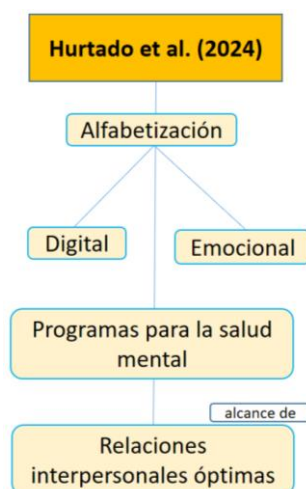 Hurtado et al. (2024)
Alfabetización
Digital
Emocional
Programas para la salud
mental
alcance de
Relaciones
interpersonales óptimas